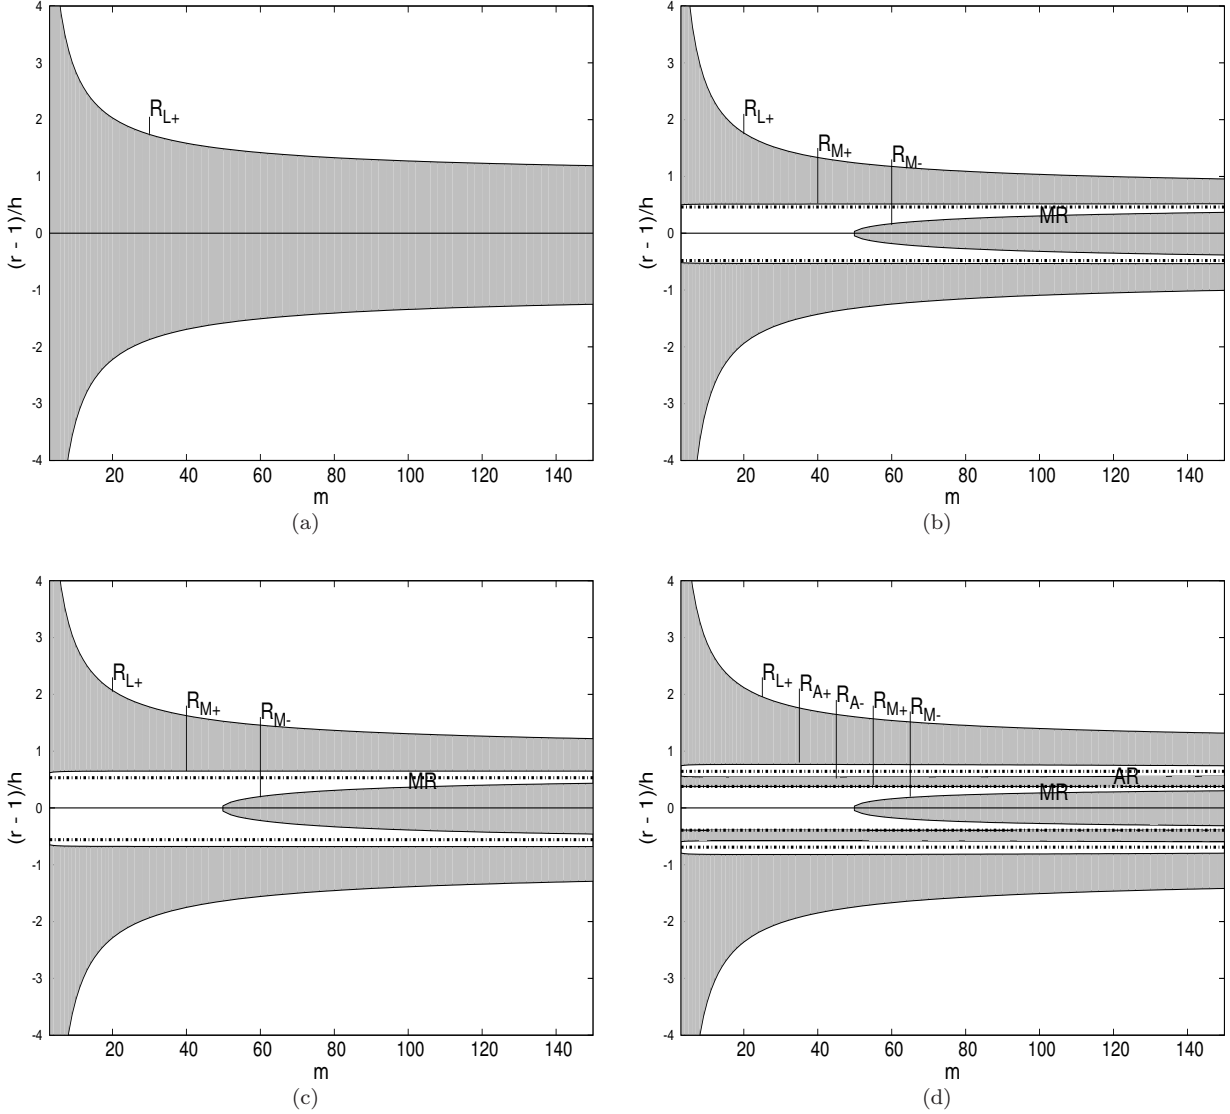 4
3
2
1
0
-1
-2
-3
-4
(r - 1)/h
R_{L+}
20 40 60 80 100 120 140
m
(a)
4
3
2
1
0
-1
-2
-3
-4
(r - 1)/h
R_{L+}
R_{M+}
R_{M-}
MR
20 40 60 80 100 120 140
m
(b)
4
3
2
1
0
-1
-2
-3
-4
(r - 1)/h
R_{L+}
R_{M+}
R_{M-}
MR
20 40 60 80 100 120 140
m
(c)
4
3
2
1
0
-1
-2
-3
-4
(r - 1)/h
R_{L+}
R_{A+}
R_{A-}
R_{M+}
R_{M-}
AR
MR
20 40 60 80 100 120 140
m
(d)